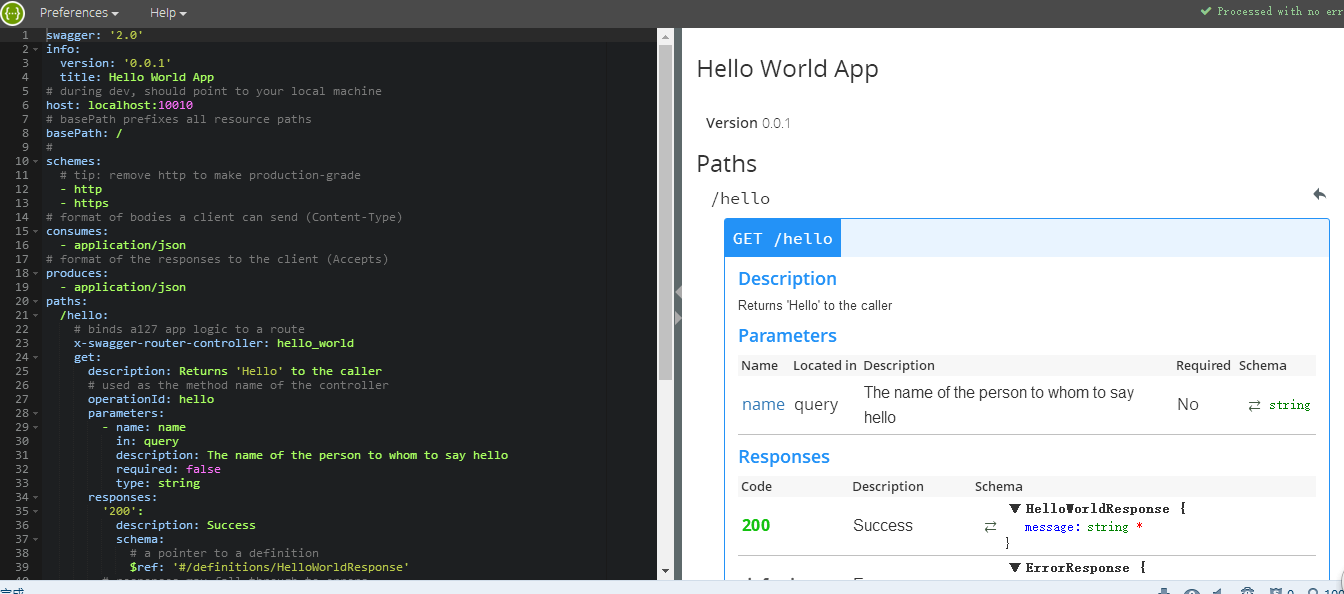 Preferences Help
Processed with no err
1 swagger: '2.0'
2 info:
3 version: '0.0.1'
4 title: Hello World App
5 # during dev, should point to your local machine
6 host: localhost:10010
7 # basePath prefixes all resource paths
8 basePath: /
9 #
10 schemes:
11 # tip: remove http to make production-grade
12 - http
13 - https
14 # format of bodies a client can send (Content-Type)
15 consumes:
16 - application/json
17 # format of the responses to the client (Accepts)
18 produces:
19 - application/json
20 paths:
21 /hello:
22 # binds a127 app logic to a route
23 x-swagger-router-controller: hello_world
24 get:
25 description: Returns 'Hello' to the caller
26 # used as the method name of the controller
27 operationId: hello
28 parameters:
29 - name: name
30 in: query
31 description: The name of the person to whom to say hello
32 required: false
33 type: string
34 responses:
35 '200':
36 description: Success
37 schema:
38 # a pointer to a definition
39 $ref: '#/definitions/HelloWorldResponse'
Hello World App
Version 0.0.1
Paths
/hello
GET /hello
Description
Returns 'Hello' to the caller
Parameters
Name Located in Description Required Schema
name query The name of the person to whom to say hello No ⇄ string
Responses
Code Description Schema
200 Success ⇄ ▼ HelloWorldResponse {
message: string *
}
▼ ErrorResponse {
完成